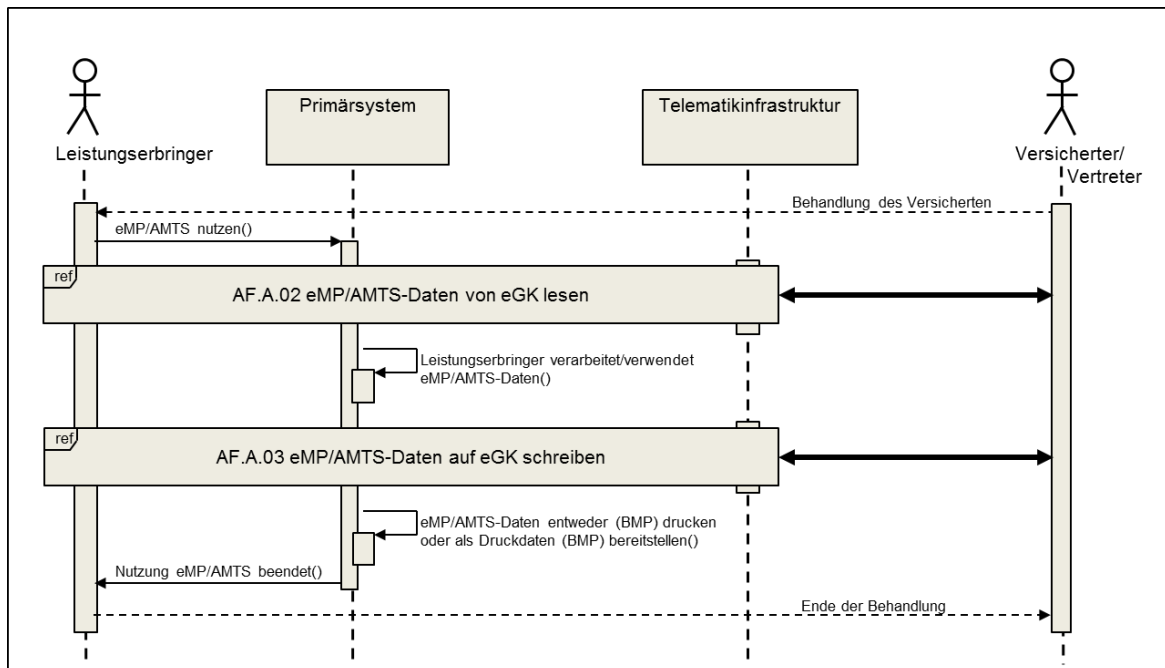 Primärsystem
Telematikinfrastruktur
Leistungserbringer
Versicherter/
Vertreter
Behandlung des Versicherten
eMP/AMTS nutzen()
ref
AF.A.02 eMP/AMTS-Daten von eGK lesen
Leistungserbringer verarbeitet/verwendet
eMP/AMTS-Daten()
ref
AF.A.03 eMP/AMTS-Daten auf eGK schreiben
eMP/AMTS-Daten entweder (BMP) drucken
oder als Druckdaten (BMP) bereitstellen()
Nutzung eMP/AMTS beendet()
Ende der Behandlung